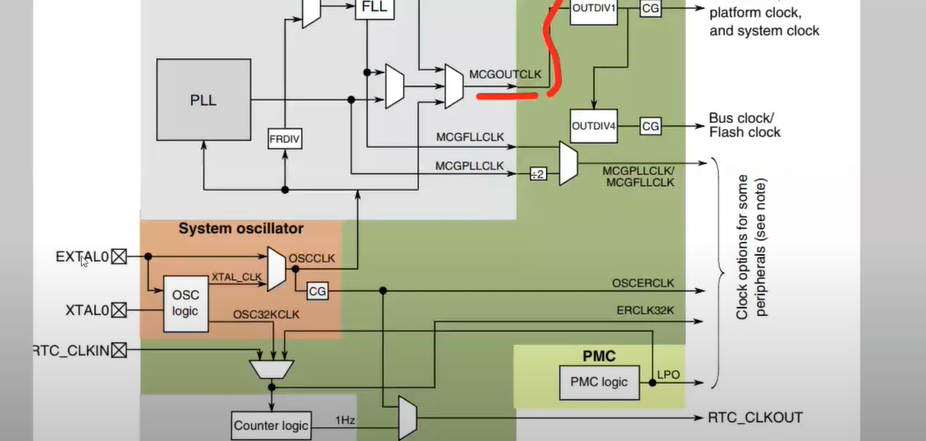 FLL
OUTDIV1
CG
platform clock,
and system clock
MCGOUTCLK
PLL
FRDIV
OUTDIV4
CG
Bus clock/
Flash clock
MCGFLLCLK
MCGPLLCLK
÷2
MCGPLLCLK/
MCGFLLCLK
Clock options for some
peripherals (see note)
System oscillator
EXTAL0
OSCCLK
XTAL_CLK
OSC
logic
CG
OSCERCLK
XTAL0
OSC32KCLK
ERCLK32K
RTC_CLKIN
PMC
PMC logic
LPO
Counter logic
1Hz
RTC_CLKOUT